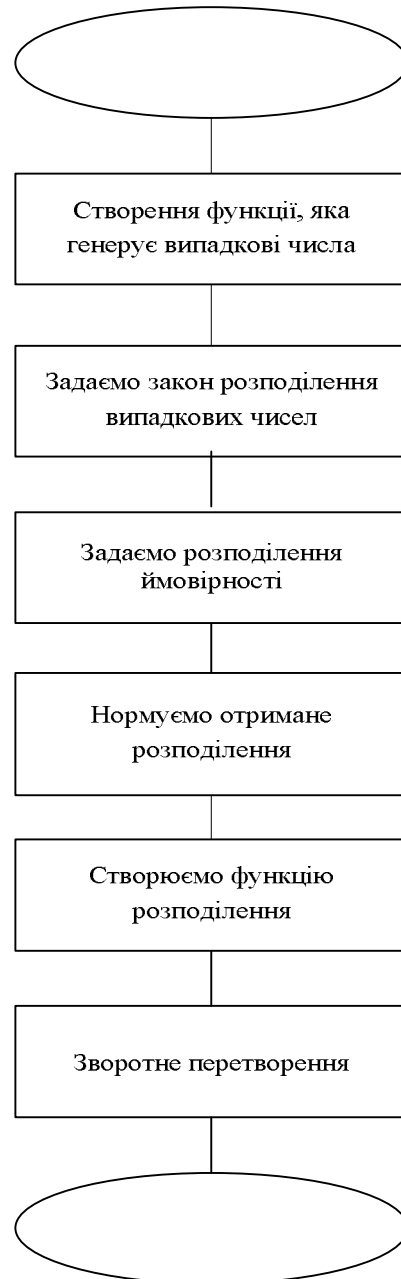 Створення функції, яка
генерує випадкові числа
Задаємо закон розподілення
випадкових чисел
Задаємо розподілення
ймовірності
Нормуємо отримане
розподілення
Створюємо функцію
розподілення
Зворотне перетворення